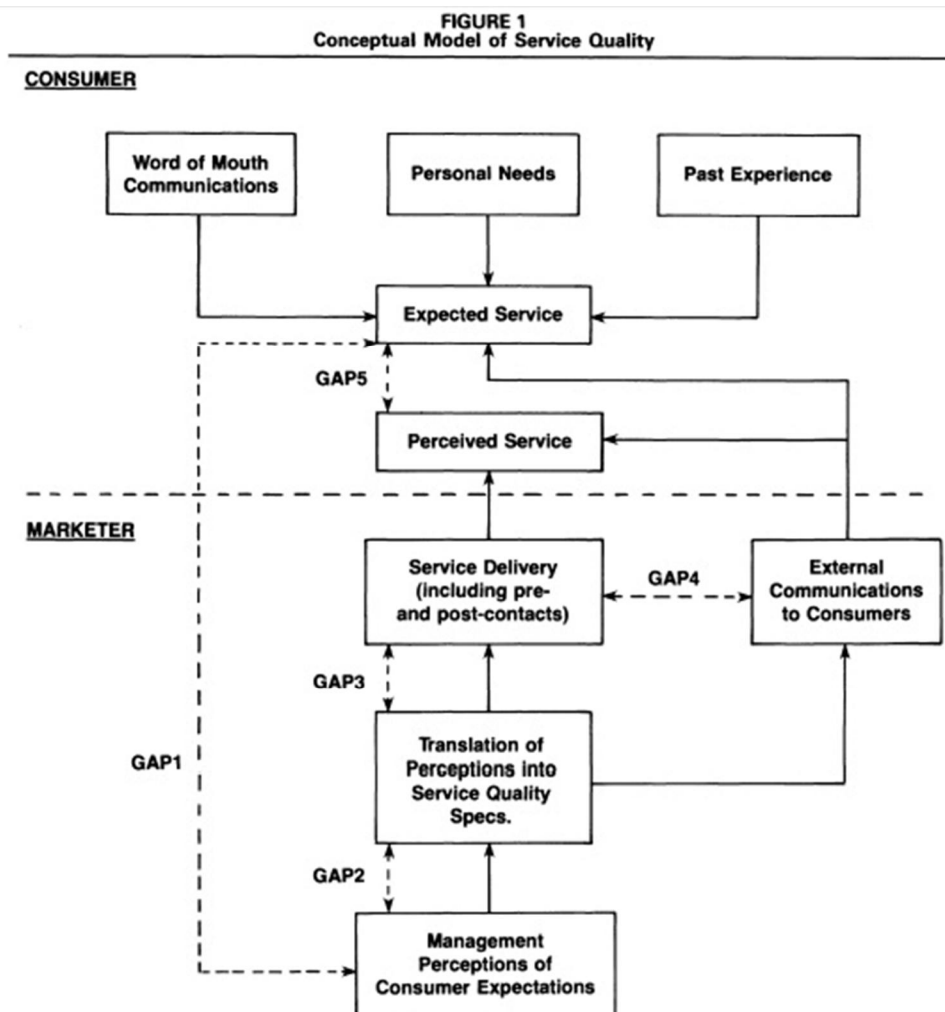 FIGURE 1
Conceptual Model of Service Quality
CONSUMER
Word of Mouth
Communications
Personal Needs
Past Experience
Expected Service
GAP5
Perceived Service
MARKETER
Service Delivery
(including pre-
and post-contacts)
GAP4
External
Communications
to Consumers
GAP3
Translation of
Perceptions into
Service Quality
Specs.
GAP1
GAP2
Management
Perceptions of
Consumer Expectations